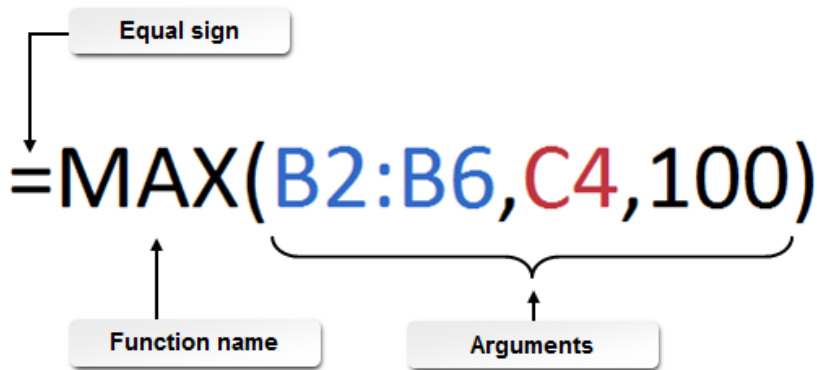 Equal sign
=MAX(B2:B6,C4,100)
Function name
Arguments